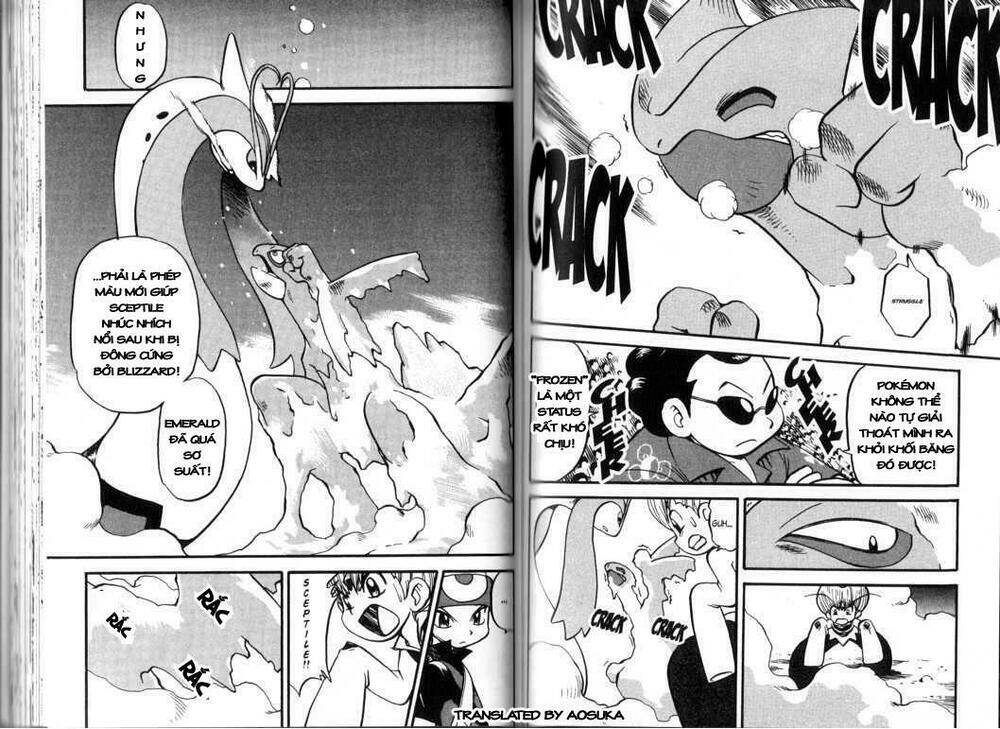 CRACK
CRACK
CRACK
STRUGGLE
POKÉMON
KHÔNG THỂ
NÀO TỰ GIẢI
THOÁT MÌNH RA
KHỎI KHỐI BĂNG
ĐÓ ĐƯỢC!
CHEER
CHEER
"FROZEN"
LÀ MỘT
STATUS
RẤT KHÓ
CHỊU!
GUH...
CRACK
CRACK
NHƯNG
...PHẢI LÀ PHÉP
MÀU MỚI GIÚP
SCEPTILE
NHÚC NHÍCH
NỔI SAU KHI BỊ
ĐÔNG CỨNG
BỞI BLIZZARD!
EMERALD
ĐÃ QUÁ
SƠ
SUẤT!
SCEPTILE!!
RẮC
RẮC
RẮC
TRANSLATED BY AOSUKA